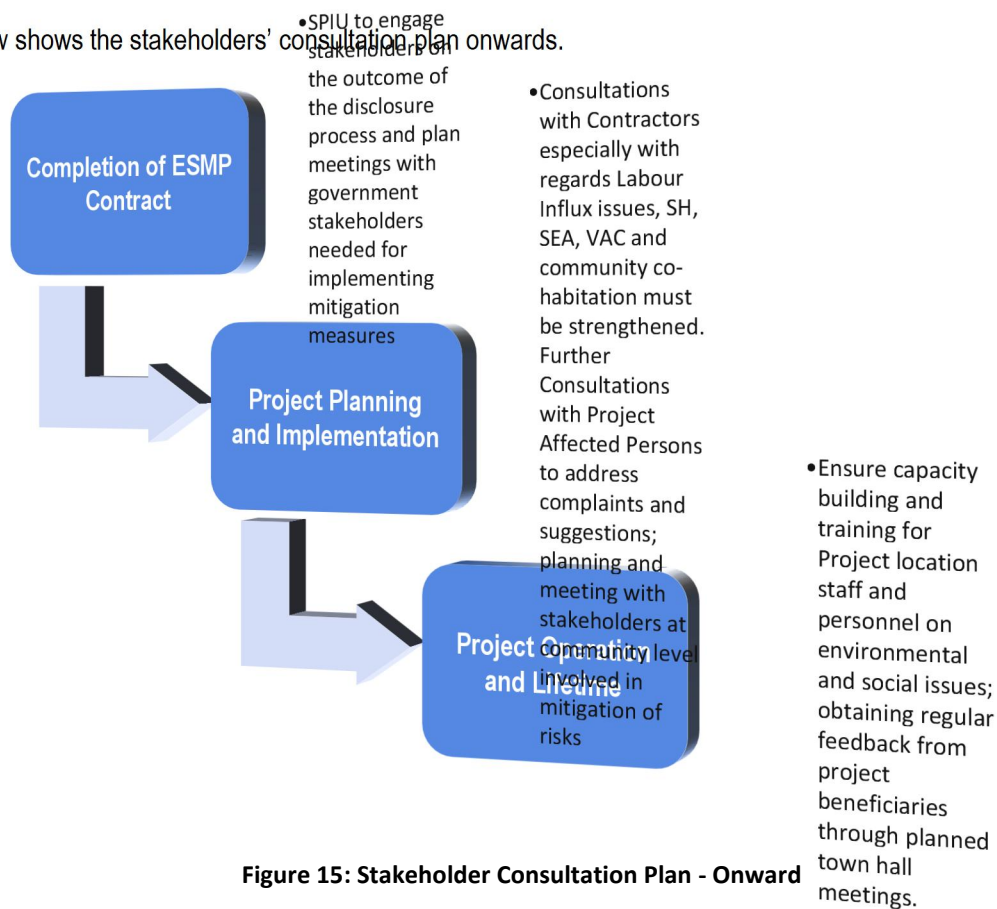 w shows the stakeholders’ consultation plan onwards.
Completion of ESMP
Contract
•SPIU to engage
stakeholders on
the outcome of
the disclosure
process and plan
meetings with
government
stakeholders
needed for
implementing
mitigation
measures
Project Planning
and Implementation
•Consultations
with Contractors
especially with
regards Labour
Influx issues, SH,
SEA, VAC and
community co-
habitation must
be strengthened.
Further
Consultations
with Project
Affected Persons
to address
complaints and
suggestions;
planning and
meeting with
stakeholders at
community level
involved in
mitigation of
risks
Project Operation
and Lifetime
•Ensure capacity
building and
training for
Project location
staff and
personnel on
environmental
and social issues;
obtaining regular
feedback from
project
beneficiaries
through planned
town hall
meetings.
Figure 15: Stakeholder Consultation Plan - Onward